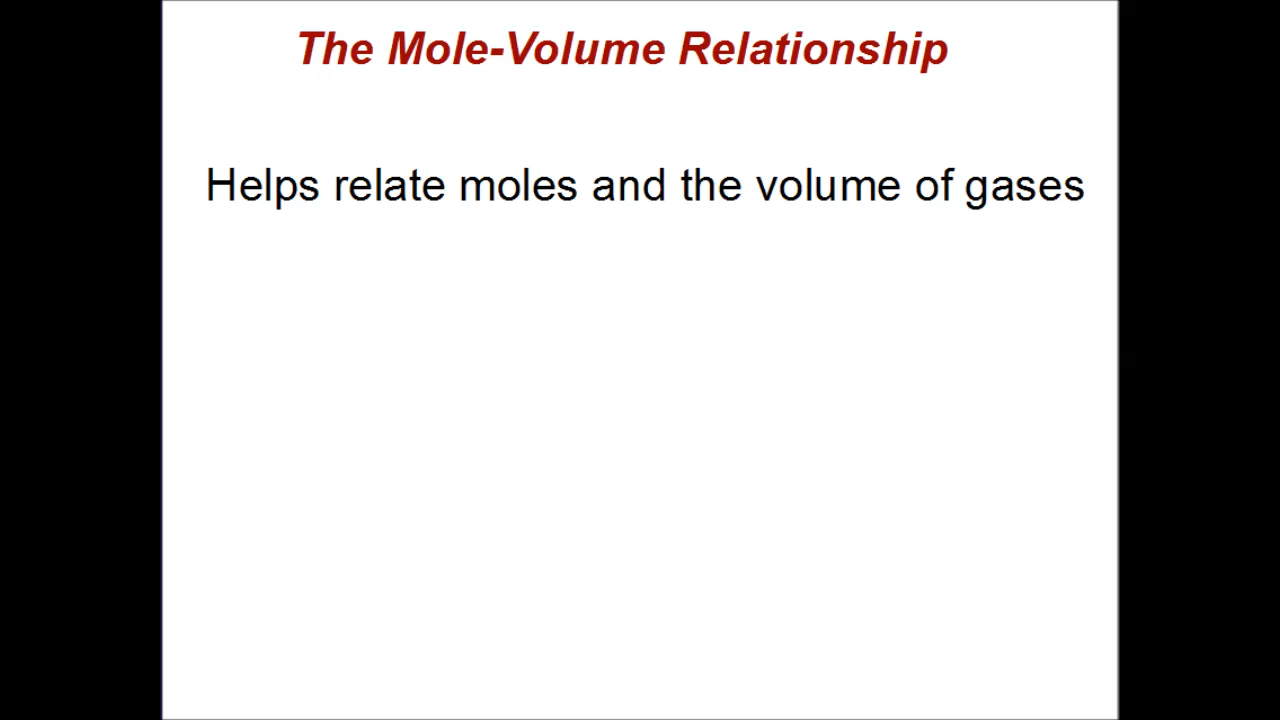 The Mole-Volume Relationship
Helps relate moles and the volume of gases